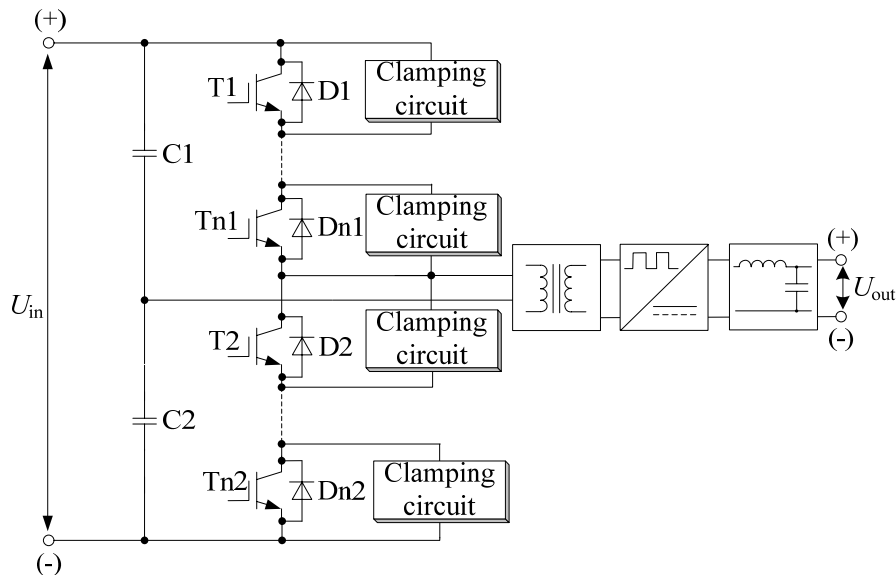 (+)
T1
D1
Clamping
circuit
C1
Tn1
Dn1
Clamping
circuit
(+)
Uin
Uout
T2
D2
Clamping
circuit
(-)
C2
Tn2
Dn2
Clamping
circuit
(-)